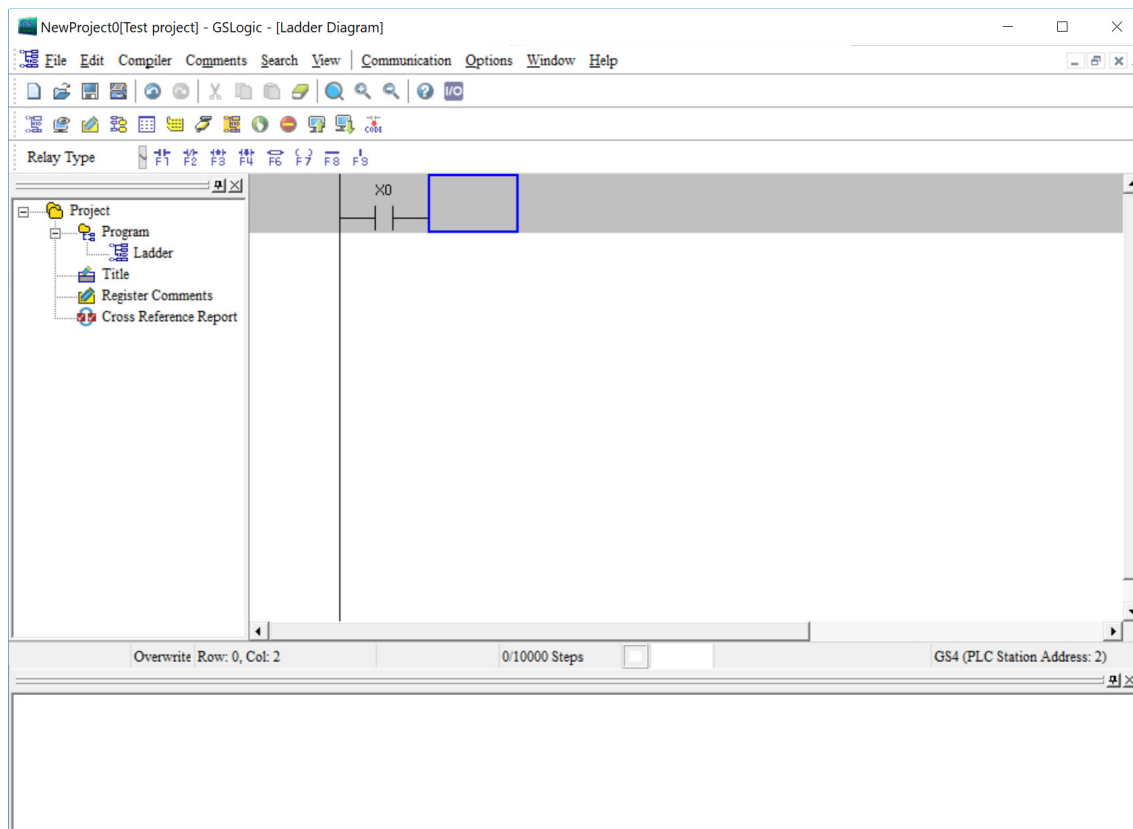 NewProject0[Test project] - GSLogic - [Ladder Diagram]
File Edit Compiler Comments Search View Communication Options Window Help
I/O
CODE
Relay Type F1 F2 F3 F4 F6 F7 F8 F9
X0
Project
Program
Ladder
Title
Register Comments
Cross Reference Report
Overwrite Row: 0, Col: 2 0/10000 Steps GS4 (PLC Station Address: 2)